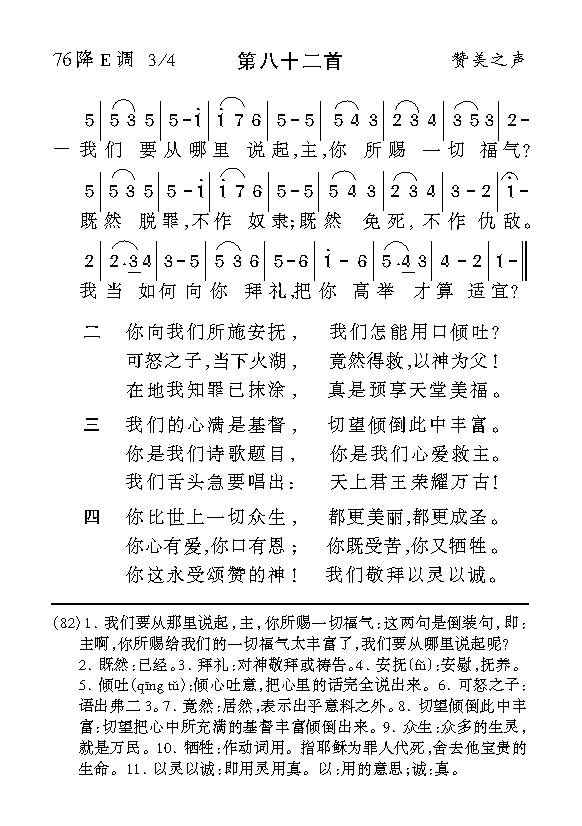 76降E调 3/4 第八十二首 赞美之声
5| 5 3 5| 5-i| i 7 6| 5-5| 5 4 3| 2 3 4| 3 5 3| 2-
一 我们 要从哪里 说起,主,你 所赐 一切 福气?
5| 5 3 5| 5-i| i 7 6| 5-5| 5 4 3| 2 3 4| 3-2| i-
既然 脱罪,不作 奴隶;既然 免死, 不作仇敌。
2| 2.3 4| 3-5| 5 3 6| 5-6| i-6| 5.4 3| 4-2| 1-||
我当 如何向你 拜礼,把你 高举 才算 适宜?
二 你向我们所施安抚, 我们怎能用口倾吐?
可怒之子,当下火湖, 竟然得救,以神为父!
在地我知罪已抹涂, 真是预享天堂美福。
三 我们的心满是基督, 切望倾倒此中丰富。
你是我们诗歌题目, 你是我们心爱救主。
我们舌头急要唱出: 天上君王荣耀万古!
四 你比世上一切众生, 都更美丽,都更成圣。
你心有爱,你口有恩; 你既受苦,你又牺牲。
你这永受颂赞的神! 我们敬拜以灵以诚。
(82)1. 我们要从那里说起,主,你所赐一切福气:这两句是倒装句,即:
主啊,你所赐给我们的一切福气太丰富了,我们要从哪里说起呢?
2. 既然:已经。3. 拜礼:对神敬拜或祷告。4. 安抚(fǔ):安慰,抚养。
5. 倾吐(qīng tǔ):倾心吐意,把心里的话完全说出来。 6. 可怒之子:
语出弗二3。7. 竟然:居然,表示出乎意料之外。8. 切望倾倒此中丰
富:切望把心中所充满的基督丰富倾倒出来。 9. 众生:众多的生灵,
就是万民。 10. 牺牲:作动词用。 指耶稣为罪人代死,舍去他宝贵的
生命。 11. 以灵以诚:即用灵用真。 以:用的意思;诚:真。